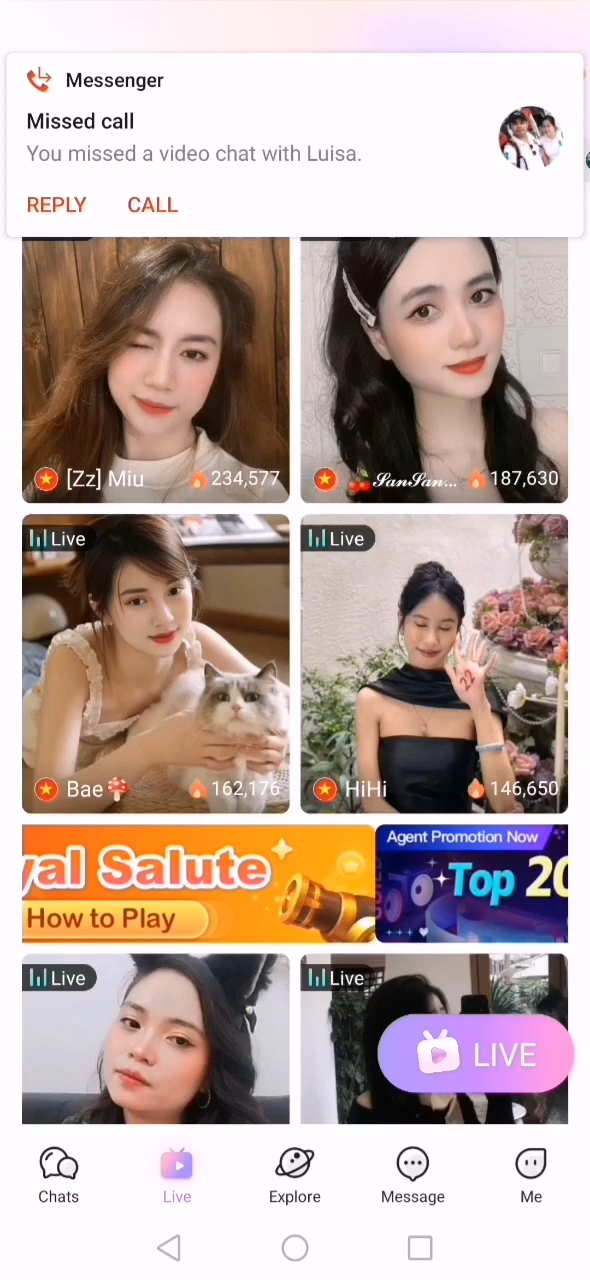 Messenger
Missed call
You missed a video chat with Luisa.
REPLY CALL
[Zz] Miu 234,577
𝒮𝒶𝓃𝒮𝒶𝓃... 187,630
Live
Live
Bae 162,176
HiHi 146,650
yal Salute
How to Play
Agent Promotion Now
Top 20
Live
Live
LIVE
Chats
Live
Explore
Message
Me